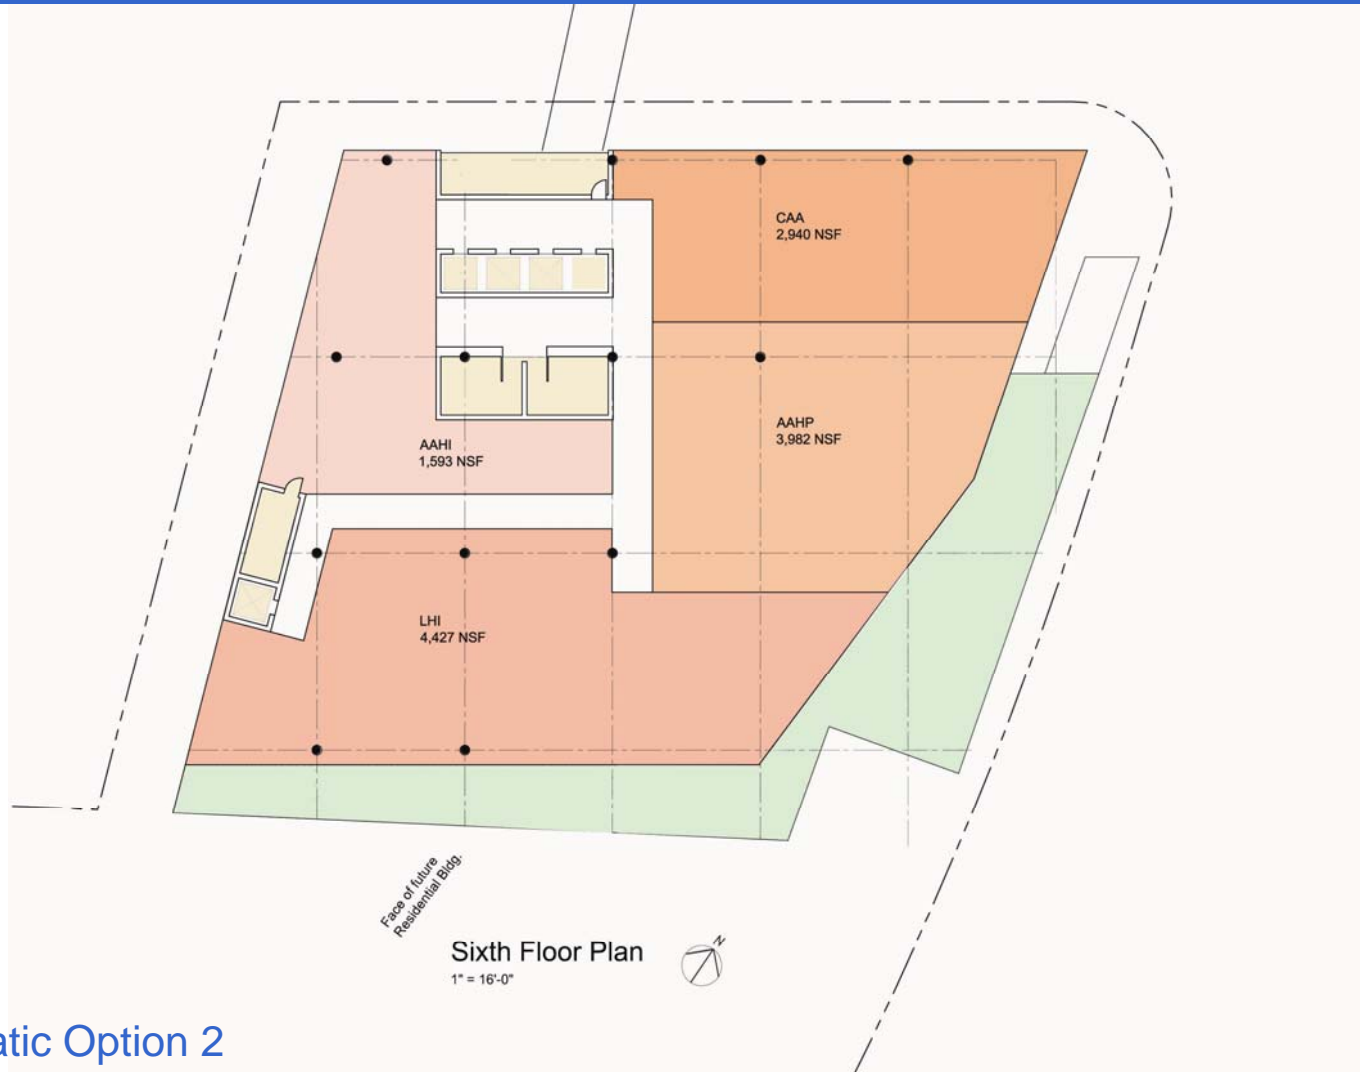 CAA
2,940 NSF
AAHP
3,982 NSF
AAHI
1,593 NSF
LHI
4,427 NSF
Face of future
Residential Bldg.
Sixth Floor Plan
1" = 16'-0"
N
atic Option 2